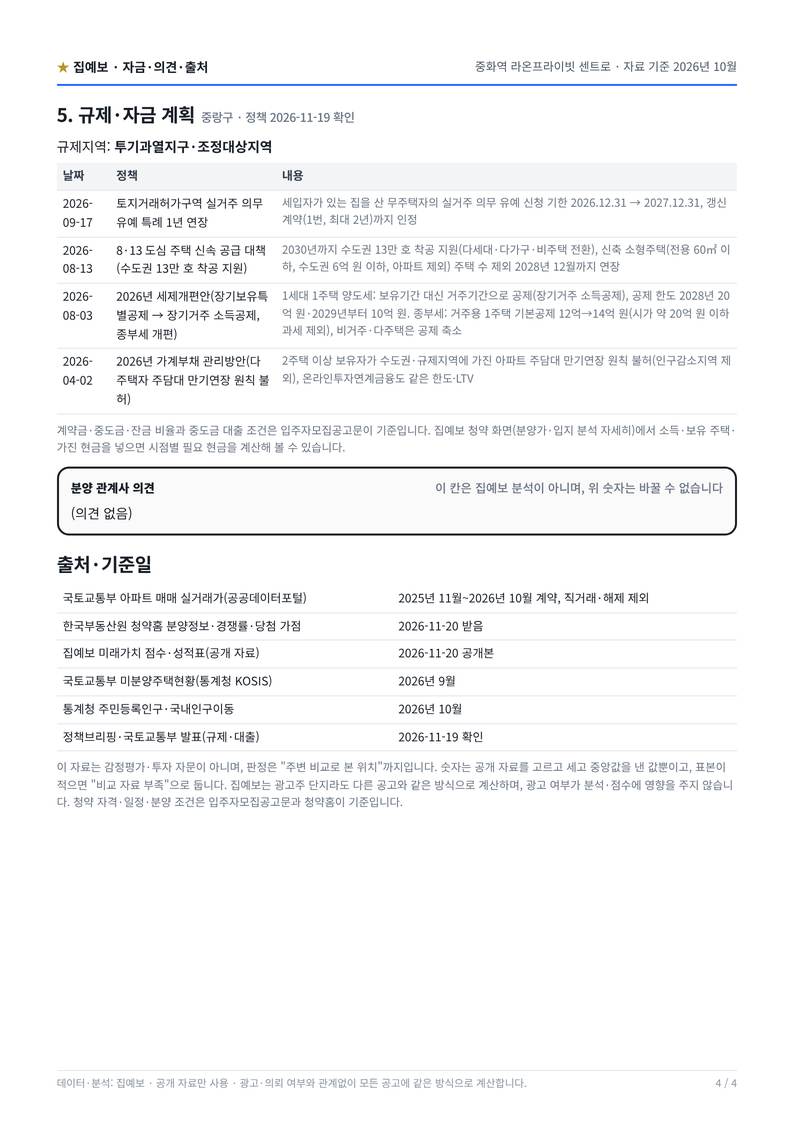 ★ 집예보 · 자금·의견·출처
중화역 라온프라이빗 센트로 · 자료 기준 2026년 10월
5. 규제·자금 계획 중랑구 · 정책 2026-11-19 확인
규제지역: 투기과열지구·조정대상지역
날짜 정책 내용
2026-09-17 토지거래허가구역 실거주 의무 유예 특례 1년 연장
세입자가 있는 집을 산 무주택자의 실거주 의무 유예 신청 기한 2026.12.31 → 2027.12.31, 갱신
계약(1번, 최대 2년)까지 인정
2026-08-13 8·13 도심 주택 신속 공급 대책 (수도권 13만 호 착공 지원)
2030년까지 수도권 13만 호 착공 지원(다세대·다가구·비주택 전환), 신축 소형주택(전용 60㎡ 이
하, 수도권 6억 원 이하, 아파트 제외) 주택 수 제외 2028년 12월까지 연장
2026-08-03 2026년 세제개편안(장기보유특별공제 → 장기거주 소득공제, 종부세 개편)
1세대 1주택 양도세: 보유기간 대신 거주기간으로 공제(장기거주 소득공제), 공제 한도 2028년 20
억 원·2029년부터 10억 원. 종부세: 거주용 1주택 기본공제 12억→14억 원(시가 약 20억 원 이하
과세 제외), 비거주·다주택은 공제 축소
2026-04-02 2026년 가계부채 관리방안(다주택자 주담대 만기연장 원칙 불허)
2주택 이상 보유자가 수도권·규제지역에 가진 아파트 주담대 만기연장 원칙 불허(인구감소지역 제
외), 온라인투자연계금융도 같은 한도·LTV
계약금·중도금·잔금 비율과 중도금 대출 조건은 입주자모집공고문이 기준입니다. 집예보 청약 화면(분양가·입지 분석 자세히)에서 소득·보유 주택·
가진 현금을 넣으면 시점별 필요 현금을 계산해 볼 수 있습니다.
분양 관계사 의견
이 칸은 집예보 분석이 아니며, 위 숫자는 바꿀 수 없습니다
(의견 없음)
출처·기준일
국토교통부 아파트 매매 실거래가(공공데이터포털) 2025년 11월~2026년 10월 계약, 직거래·해제 제외
한국부동산원 청약홈 분양정보·경쟁률·당첨 가점 2026-11-20 받음
집예보 미래가치 점수·성적표(공개 자료) 2026-11-20 공개본
국토교통부 미분양주택현황(통계청 KOSIS) 2026년 9월
통계청 주민등록인구·국내인구이동 2026년 10월
정책브리핑·국토교통부 발표(규제·대출) 2026-11-19 확인
이 자료는 감정평가·투자 자문이 아니며, 판정은 "주변 비교로 본 위치"까지입니다. 숫자는 공개 자료를 고르고 세고 중앙값을 낸 값뿐이고, 표본이
적으면 "비교 자료 부족"으로 둡니다. 집예보는 광고주 단지라도 다른 공고와 같은 방식으로 계산하며, 광고 여부가 분석·점수에 영향을 주지 않습니
다. 청약 자격·일정·분양 조건은 입주자모집공고문과 청약홈이 기준입니다.
데이터·분석: 집예보 · 공개 자료만 사용 · 광고·의뢰 여부와 관계없이 모든 공고에 같은 방식으로 계산합니다.
4 / 4